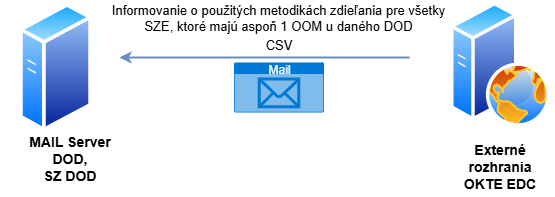 Informovanie o použitých metodikách zdieľania pre všetky
SZE, ktoré majú aspoň 1 OOM u daného DOD
CSV
Mail
MAIL Server
DOD,
SZ DOD
Externé
rozhrania
OKTE EDC